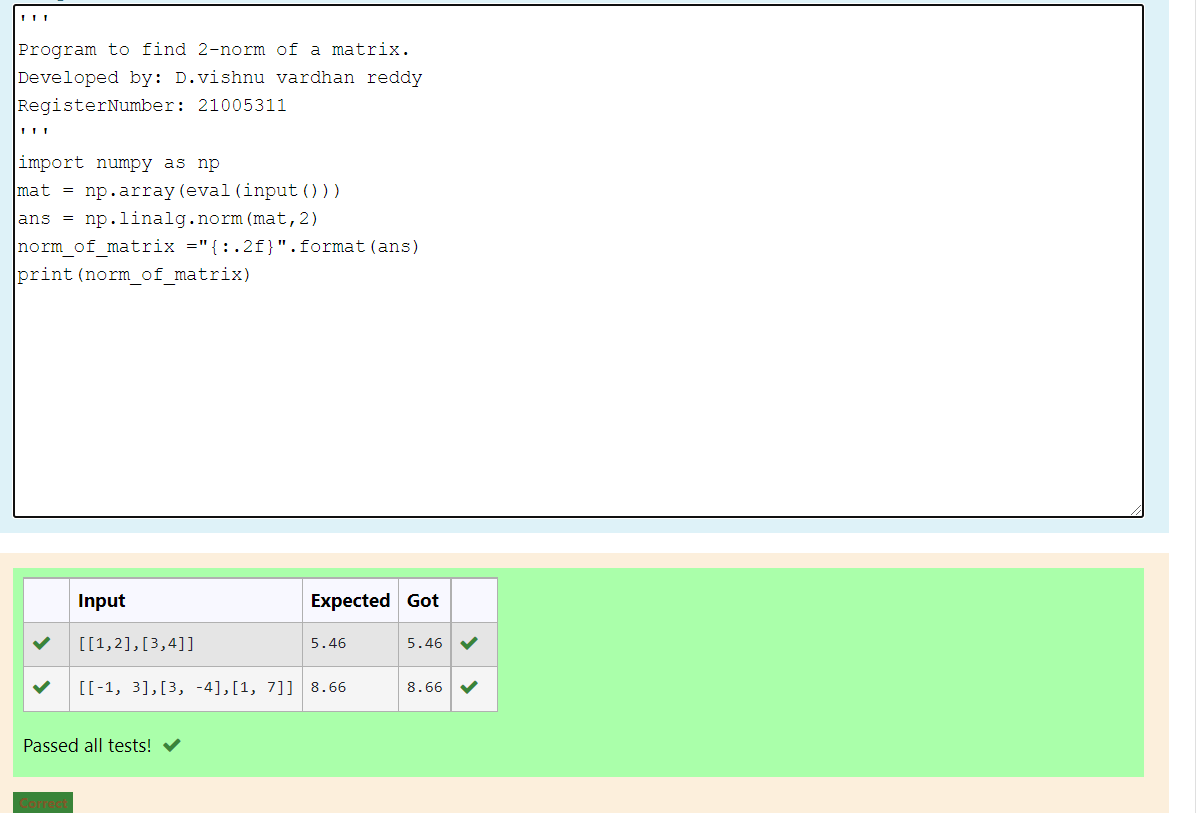 '''
Program to find 2-norm of a matrix.
Developed by: D.vishnu vardhan reddy
RegisterNumber: 21005311
'''
import numpy as np
mat = np.array(eval(input()))
ans = np.linalg.norm(mat,2)
norm_of_matrix ="{:.2f}".format(ans)
print(norm_of_matrix)
Input Expected Got
[[1,2],[3,4]] 5.46 5.46
[[-1, 3],[3, -4],[1, 7]] 8.66 8.66
Passed all tests!
Correct